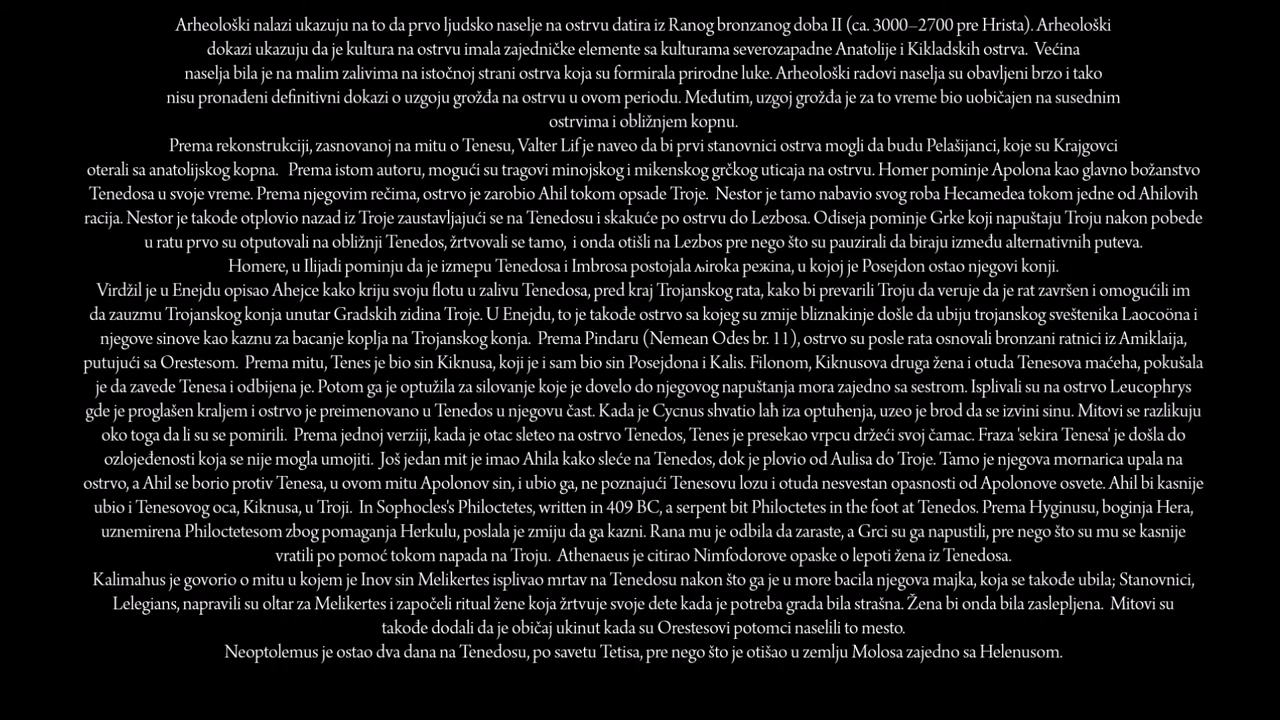 Arheološki nalazi ukazuju na to da prvo ljudsko naselje na ostrvu datira iz Ranog bronzanog doba II (ca. 3000–2700 pre Hrista). Arheološki
dokazi ukazuju da je kultura na ostrvu imala zajedničke elemente sa kulturama severozapadne Anatolije i Kikladskih ostrva. Većina
naselja bila je na malim zalivima na istočnoj strani ostrva koja su formirala prirodne luke. Arheološki radovi naselja su obavljeni brzo i tako
nisu pronađeni definitivni dokazi o uzgoju grožđa na ostrvu u ovom periodu. Međutim, uzgoj grožđa je za to vreme bio uobičajen na susednim
ostrvima i obližnjem kopnu.
Prema rekonstrukciji, zasnovanoj na mitu o Tenesu, Valter Lif je naveo da bi prvi stanovnici ostrva mogli da budu Pelašijanci, koje su Krajgovci
oterali sa anatolijskog kopna. Prema istom autoru, mogući su tragovi minojskog i mikenskog grčkog uticaja na ostrvu. Homer pominje Apolona kao glavno božanstvo
Tenedosa u svoje vreme. Prema njegovim rečima, ostrvo je zarobio Ahil tokom opsade Troje. Nestor je tamo nabavio svog roba Hecamedea tokom jedne od Ahilovih
racija. Nestor je takođe otplovio nazad iz Troje zaustavljajući se na Tenedosu i skakuće po ostrvu do Lezbosa. Odiseja pominje Grke koji napuštaju Troju nakon pobede
u ratu prvo su otputovali na obližnji Tenedos, žrtvovali se tamo, i onda otišli na Lezbos pre nego što su pauzirali da biraju između alternativnih puteva.
Homere, u Ilijadi pominju da je izmepu Tenedosa i Imbrosa postojala љiroka peжina, u kojoj je Posejdon ostao njegovi konji.
Virdžil je u Enejdu opisao Ahejce kako kriju svoju flotu u zalivu Tenedosa, pred kraj Trojanskog rata, kako bi prevarili Troju da veruje da je rat završen i omogućili im
da zauzmu Trojanskog konja unutar Gradskih zidina Troje. U Enejdu, to je takođe ostrvo sa kojeg su zmije bliznakinje došle da ubiju trojanskog sveštenika Laocoöna i
njegove sinove kao kaznu za bacanje koplja na Trojanskog konja. Prema Pindaru (Nemean Odes br. 11), ostrvo su posle rata osnovali bronzani ratnici iz Amiklaija,
putujući sa Orestesom. Prema mitu, Tenes je bio sin Kiknusa, koji je i sam bio sin Posejdona i Kalis. Filonom, Kiknusova druga žena i otuda Tenesova maćeha, pokušala
je da zavede Tenesa i odbijena je. Potom ga je optužila za silovanje koje je dovelo do njegovog napuštanja mora zajedno sa sestrom. Isplivali su na ostrvo Leucophrys
gde je proglašen kraljem i ostrvo je preimenovano u Tenedos u njegovu čast. Kada je Cycnus shvatio lađ iza optuženja, uzeo je brod da se izvini sinu. Mitovi se razlikuju
oko toga da li su se pomirili. Prema jednoj verziji, kada je otac sleteo na ostrvo Tenedos, Tenes je presekao vrpcu držeći svoj čamac. Fraza 'sekira Tenesa' je došla do
ozlojeđenosti koja se nije mogla umojiti. Još jedan mit je imao Ahila kako sleće na Tenedos, dok je plovio od Aulisa do Troje. Tamo je njegova mornarica upala na
ostrvo, a Ahil se borio protiv Tenesa, u ovom mitu Apolonov sin, i ubio ga, ne poznajući Tenesovu lozu i otuda nesvestan opasnosti od Apolonove osvete. Ahil bi kasnije
ubio i Tenesovog oca, Kiknusa, u Troji. In Sophocles's Philoctetes, written in 409 BC, a serpent bit Philoctetes in the foot at Tenedos. Prema Hyginusu, boginja Hera,
uznemirena Philoctetesom zbog pomaganja Herkulu, poslala je zmiju da ga kazni. Rana mu je odbila da zaraste, a Grci su ga napustili, pre nego što su mu se kasnije
vratili po pomoć tokom napada na Troju. Athenaeus je citirao Nimfodorove opaske o lepoti žena iz Tenedosa.
Kalimahus je govorio o mitu u kojem je Inov sin Melikertes isplivao mrtav na Tenedosu nakon što ga je u more bacila njegova majka, koja se takođe ubila; Stanovnici,
Lelegians, napravili su oltar za Melikertes i započeli ritual žene koja žrtvuje svoje dete kada je potreba grada bila strašna. Žena bi onda bila zaslepljena. Mitovi su
takođe dodali da je običaj ukinut kada su Orestesovi potomci naselili to mesto.
Neoptolemus je ostao dva dana na Tenedosu, po savetu Tetisa, pre nego što je otišao u zemlju Molosa zajedno sa Helenusom.